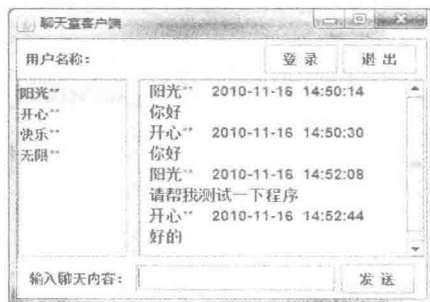 聊天室客户端
用户名称：
登 录
退 出
阳光**
开心**
快乐**
无限**
阳光** 2010-11-16 14:50:14
你好
开心** 2010-11-16 14:50:30
你好
阳光** 2010-11-16 14:52:08
请帮我测试一下程序
开心** 2010-11-16 14:52:44
好的
输入聊天内容：
发 送